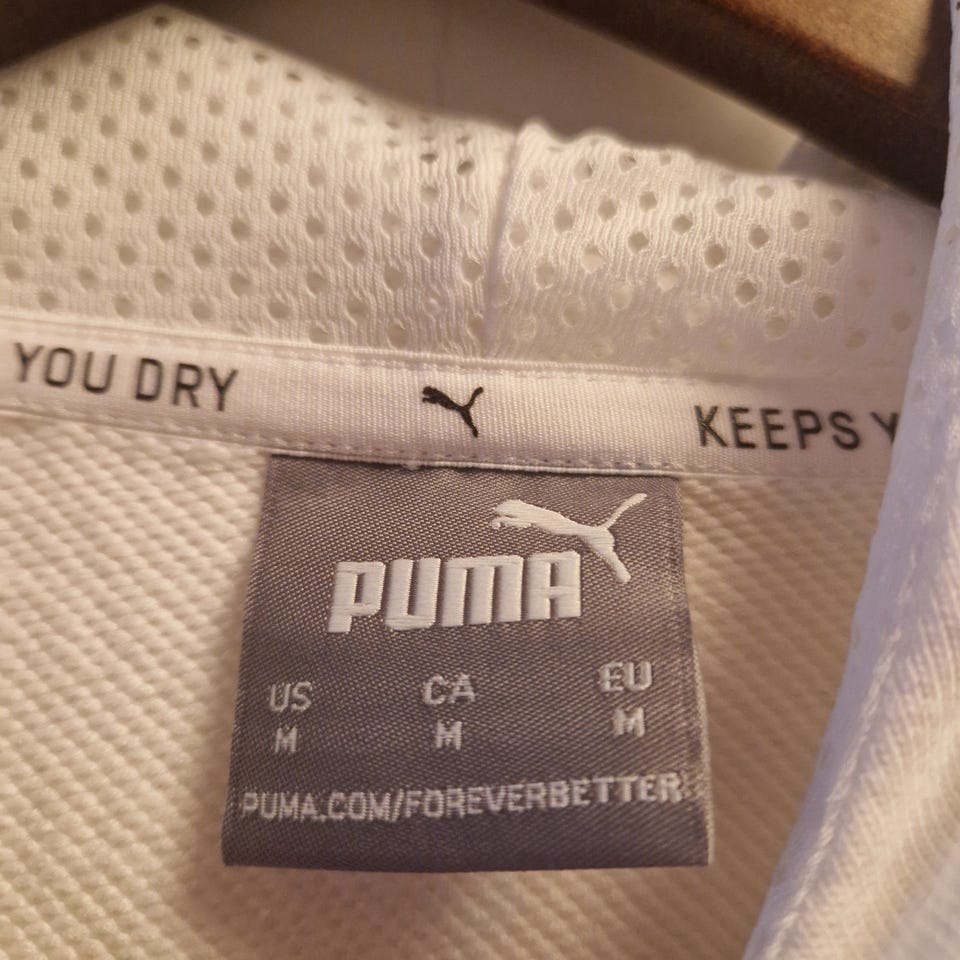 YOU DRY
KEEPS
PUMA
US CA EU
M M M
PUMA.COM/FOREVERBETTER